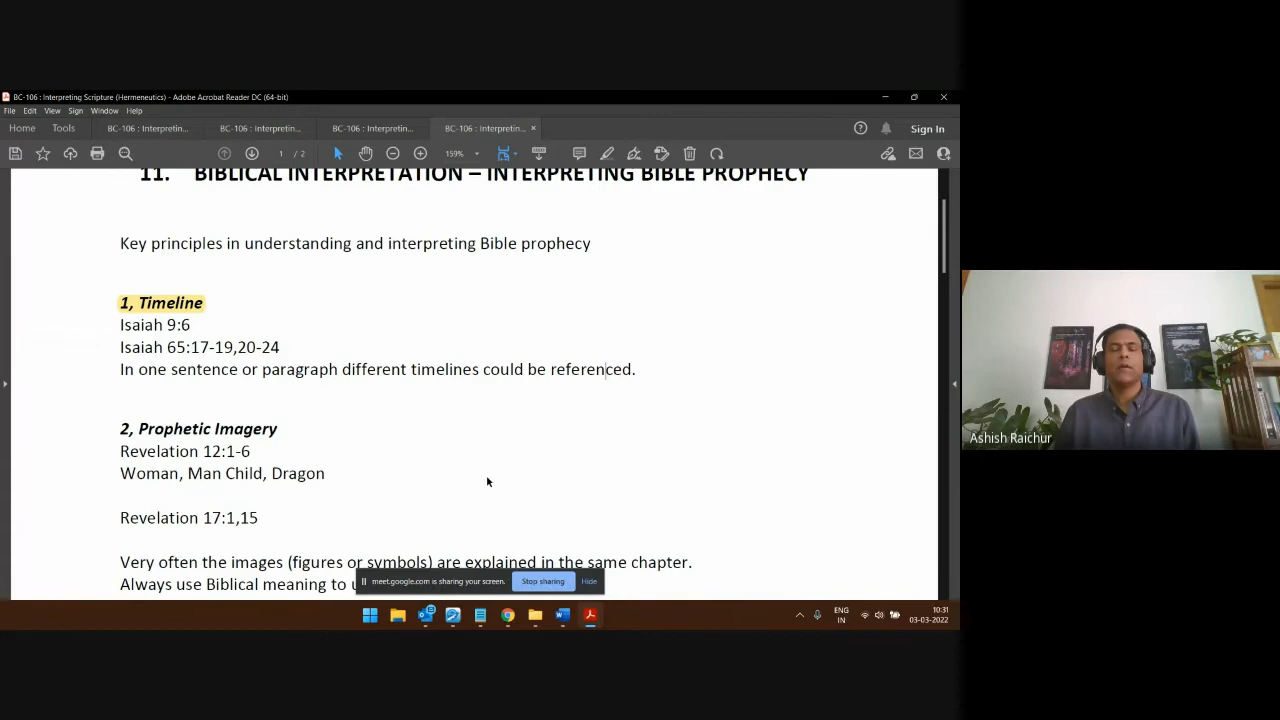 BC-106 : Interpreting Scripture (Hermeneutics) - Adobe Acrobat Reader DC (64-bit)
File Edit View Sign Window Help
Home Tools BC-106 : Interpretin... BC-106 : Interpretin... BC-106 : Interpretin... BC-106 : Interpretin... × Sign In
1 / 2 159%
11. BIBLICAL INTERPRETATION – INTERPRETING BIBLE PROPHECY
Key principles in understanding and interpreting Bible prophecy
1, Timeline
Isaiah 9:6
Isaiah 65:17-19,20-24
In one sentence or paragraph different timelines could be referenced.
2, Prophetic Imagery
Revelation 12:1-6
Woman, Man Child, Dragon
Revelation 17:1,15
Very often the images (figures or symbols) are explained in the same chapter.
Always use Biblical meaning to
meet.google.com is sharing your screen. Stop sharing Hide
ENG
IN
10:31
03-03-2022
Ashish Raichur